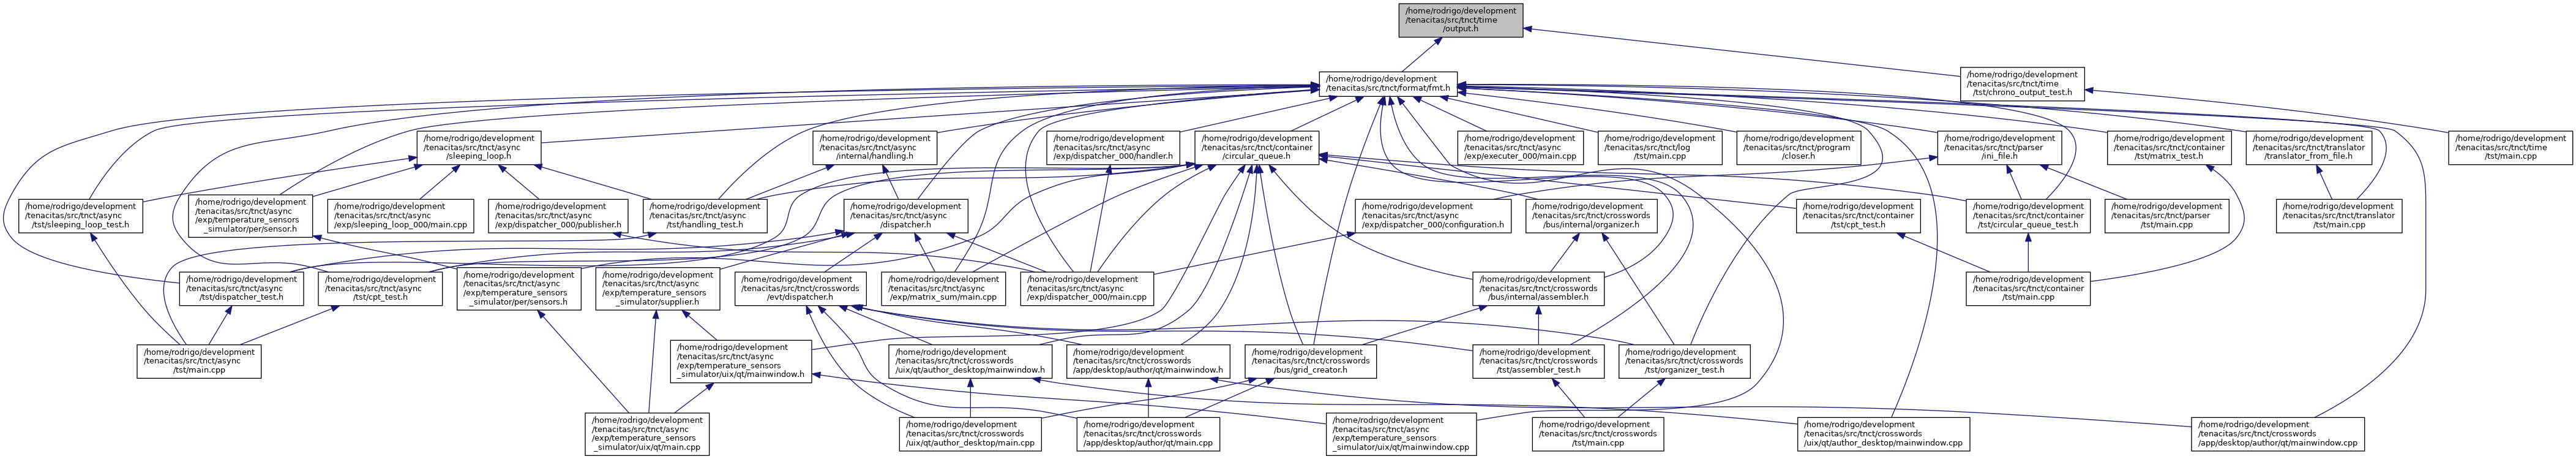 /home/rodrigo/development
/tenacitas/src/tnct/time
/output.h
/home/rodrigo/development
/tenacitas/src/tnct/format/fmt.h
/home/rodrigo/development
/tenacitas/src/tnct/time
/tst/chrono_output_test.h
/home/rodrigo/development
/tenacitas/src/tnct/async
/sleeping_loop.h
/home/rodrigo/development
/tenacitas/src/tnct/async
/internal/handling.h
/home/rodrigo/development
/tenacitas/src/tnct/async
/exp/dispatcher_000/handler.h
/home/rodrigo/development
/tenacitas/src/tnct/container
/circular_queue.h
/home/rodrigo/development
/tenacitas/src/tnct/async
/exp/executer_000/main.cpp
/home/rodrigo/development
/tenacitas/src/tnct/log
/tst/main.cpp
/home/rodrigo/development
/tenacitas/src/tnct/program
/closer.h
/home/rodrigo/development
/tenacitas/src/tnct/parser
/ini_file.h
/home/rodrigo/development
/tenacitas/src/tnct/container
/tst/matrix_test.h
/home/rodrigo/development
/tenacitas/src/tnct/translator
/translator_from_file.h
/home/rodrigo/development
/tenacitas/src/tnct/time
/tst/main.cpp
/home/rodrigo/development
/tenacitas/src/tnct/async
/tst/sleeping_loop_test.h
/home/rodrigo/development
/tenacitas/src/tnct/async
/exp/temperature_sensors
_simulator/per/sensor.h
/home/rodrigo/development
/tenacitas/src/tnct/async
/exp/sleeping_loop_000/main.cpp
/home/rodrigo/development
/tenacitas/src/tnct/async
/exp/dispatcher_000/publisher.h
/home/rodrigo/development
/tenacitas/src/tnct/async
/tst/handling_test.h
/home/rodrigo/development
/tenacitas/src/tnct/async
/dispatcher.h
/home/rodrigo/development
/tenacitas/src/tnct/async
/exp/dispatcher_000/configuration.h
/home/rodrigo/development
/tenacitas/src/tnct/crosswords
/bus/internal/organizer.h
/home/rodrigo/development
/tenacitas/src/tnct/container
/tst/cpt_test.h
/home/rodrigo/development
/tenacitas/src/tnct/container
/tst/circular_queue_test.h
/home/rodrigo/development
/tenacitas/src/tnct/parser
/tst/main.cpp
/home/rodrigo/development
/tenacitas/src/tnct/translator
/tst/main.cpp
/home/rodrigo/development
/tenacitas/src/tnct/async
/tst/dispatcher_test.h
/home/rodrigo/development
/tenacitas/src/tnct/async
/tst/cpt_test.h
/home/rodrigo/development
/tenacitas/src/tnct/async
/exp/temperature_sensors
_simulator/per/sensors.h
/home/rodrigo/development
/tenacitas/src/tnct/async
/exp/temperature_sensors
_simulator/supplier.h
/home/rodrigo/development
/tenacitas/src/tnct/crosswords
/evt/dispatcher.h
/home/rodrigo/development
/tenacitas/src/tnct/async
/exp/matrix_sum/main.cpp
/home/rodrigo/development
/tenacitas/src/tnct/async
/exp/dispatcher_000/main.cpp
/home/rodrigo/development
/tenacitas/src/tnct/crosswords
/bus/internal/assembler.h
/home/rodrigo/development
/tenacitas/src/tnct/container
/tst/main.cpp
/home/rodrigo/development
/tenacitas/src/tnct/async
/tst/main.cpp
/home/rodrigo/development
/tenacitas/src/tnct/async
/exp/temperature_sensors
_simulator/uix/qt/mainwindow.h
/home/rodrigo/development
/tenacitas/src/tnct/crosswords
/uix/qt/author_desktop/mainwindow.h
/home/rodrigo/development
/tenacitas/src/tnct/crosswords
/app/desktop/author/qt/mainwindow.h
/home/rodrigo/development
/tenacitas/src/tnct/crosswords
/bus/grid_creator.h
/home/rodrigo/development
/tenacitas/src/tnct/crosswords
/tst/assembler_test.h
/home/rodrigo/development
/tenacitas/src/tnct/crosswords
/tst/organizer_test.h
/home/rodrigo/development
/tenacitas/src/tnct/async
/exp/temperature_sensors
_simulator/uix/qt/main.cpp
/home/rodrigo/development
/tenacitas/src/tnct/crosswords
/uix/qt/author_desktop/main.cpp
/home/rodrigo/development
/tenacitas/src/tnct/crosswords
/app/desktop/author/qt/main.cpp
/home/rodrigo/development
/tenacitas/src/tnct/async
/exp/temperature_sensors
_simulator/uix/qt/mainwindow.cpp
/home/rodrigo/development
/tenacitas/src/tnct/crosswords
/tst/main.cpp
/home/rodrigo/development
/tenacitas/src/tnct/crosswords
/uix/qt/author_desktop/mainwindow.cpp
/home/rodrigo/development
/tenacitas/src/tnct/crosswords
/app/desktop/author/qt/mainwindow.cpp